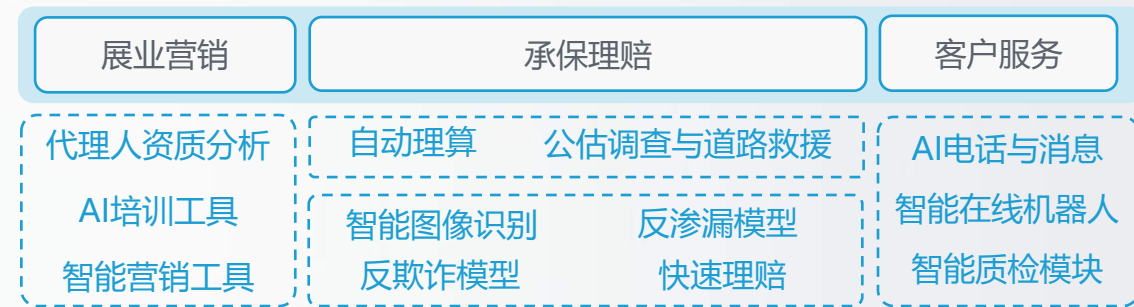 展业营销
承保理赔
客户服务
代理人资质分析
AI培训工具
智能营销工具
自动理算 公估调查与道路救援
智能图像识别 反渗漏模型
反欺诈模型 快速理赔
AI电话与消息
智能在线机器人
智能质检模块